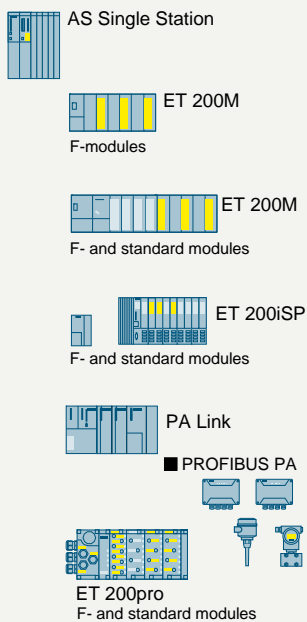 AS Single Station
ET 200M
F-modules
ET 200M
F- and standard modules
ET 200iSP
F- and standard modules
PA Link
PROFIBUS PA
ET 200pro
F- and standard modules